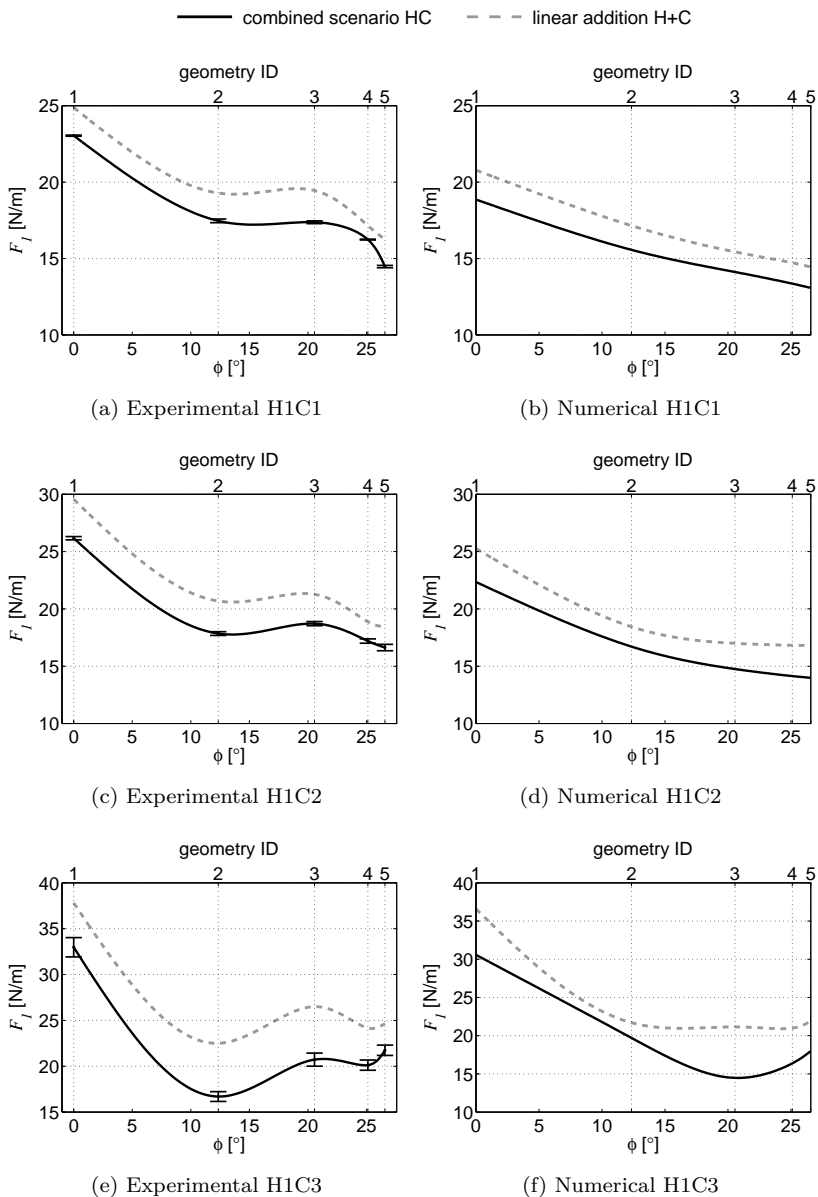 combined scenario HC linear addition H+C
geometry ID
1 2 3 4 5
25
20
15
10
F1 [N/m]
0 5 10 15 20 25
ϕ [°]
(a) Experimental H1C1
geometry ID
1 2 3 4 5
25
20
15
10
F1 [N/m]
0 5 10 15 20 25
ϕ [°]
(b) Numerical H1C1
geometry ID
1 2 3 4 5
30
25
20
15
10
F1 [N/m]
0 5 10 15 20 25
ϕ [°]
(c) Experimental H1C2
geometry ID
1 2 3 4 5
30
25
20
15
10
F1 [N/m]
0 5 10 15 20 25
ϕ [°]
(d) Numerical H1C2
geometry ID
1 2 3 4 5
40
35
30
25
20
15
F1 [N/m]
0 5 10 15 20 25
ϕ [°]
(e) Experimental H1C3
geometry ID
1 2 3 4 5
40
35
30
25
20
15
10
F1 [N/m]
0 5 10 15 20 25
ϕ [°]
(f) Numerical H1C3